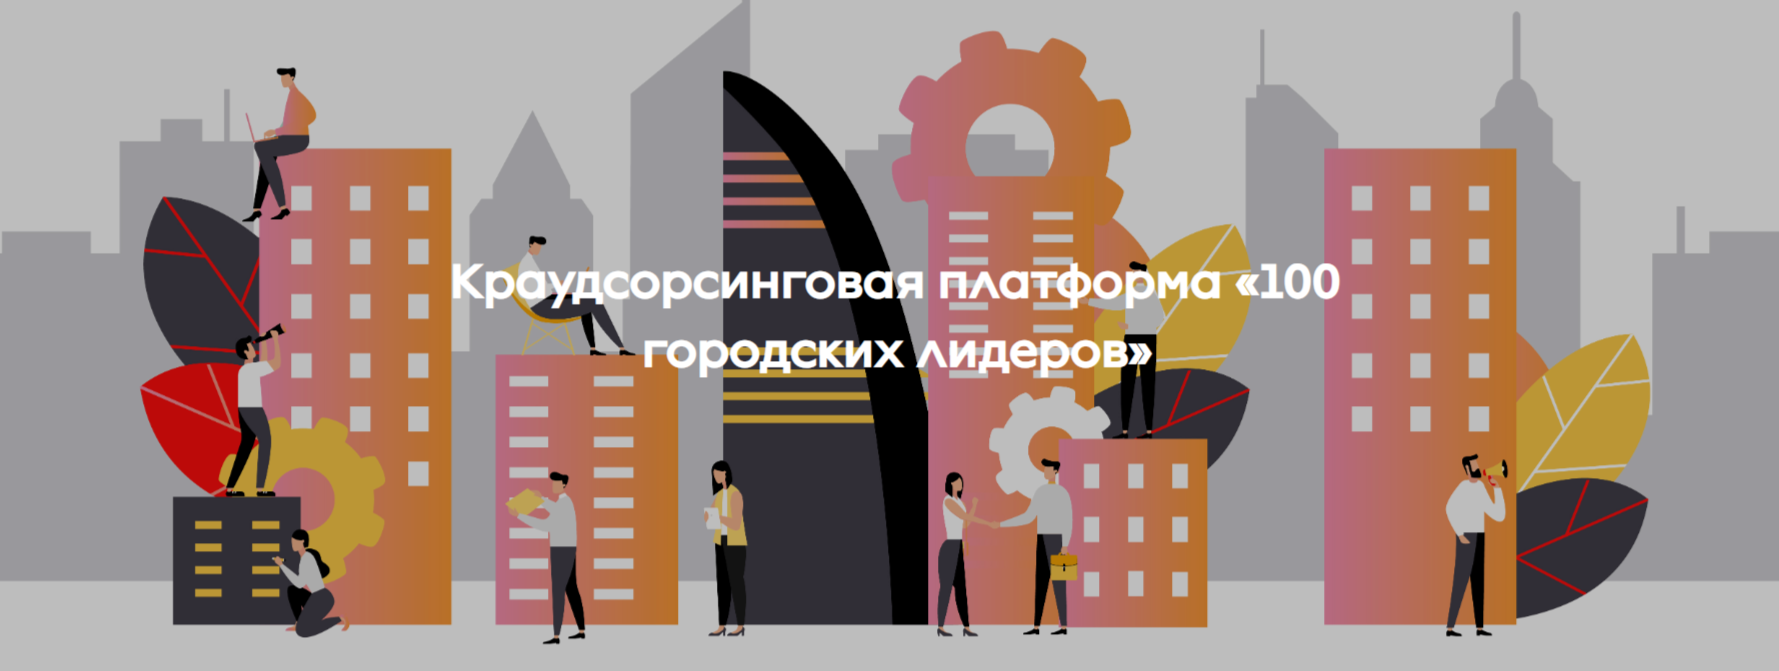 Краудсорсинговая платформа «100
городских лидеров»